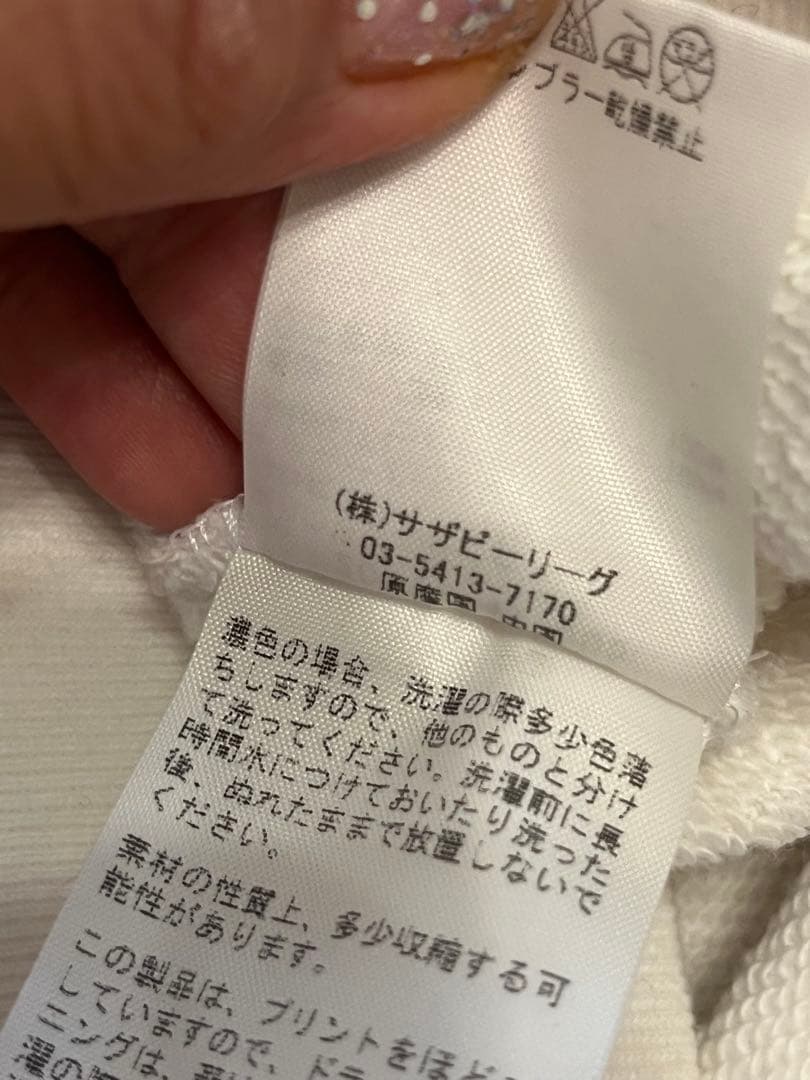 ブラー乾燥禁止
(株)サザビーリーグ
03-5413-7170
原産国 中国
濃色の場合、洗濯の際多少色落
ちしますので、他のものと分け
て洗ってください。洗濯前に長
時間水につけておいたり洗った
後、ぬれたままで放置しないで
ください。
素材の性質上、多少収縮する可
能性があります。
この製品は、プリントをほど
していますので、ドラ
ニングは、